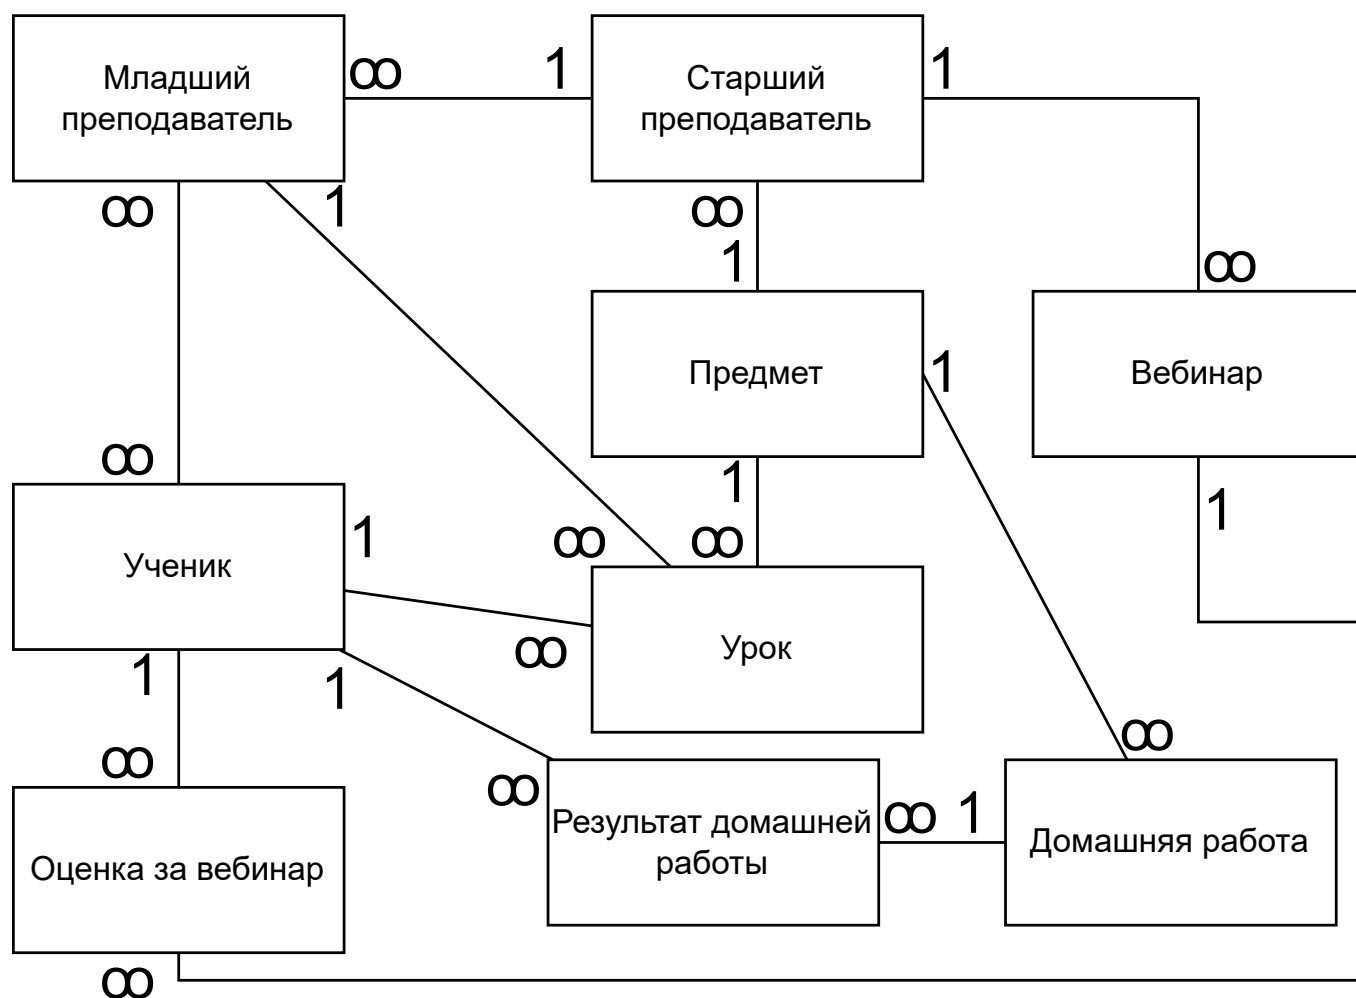 Младший
преподаватель
∞
1
Старший
преподаватель
1
∞
1
∞
1
∞
Предмет
1
Вебинар
∞
1
1
∞
∞
1
Ученик
∞
Урок
1
1
∞
∞
∞
Результат домашней
работы
∞
1
Домашняя работа
Оценка за вебинар
∞